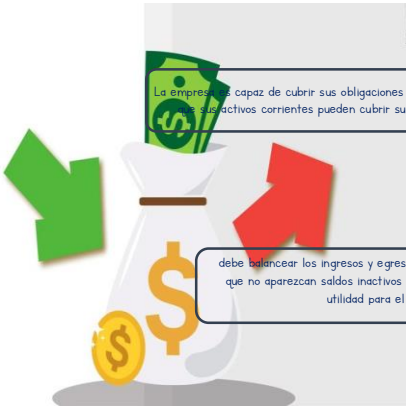 La empresa es capaz de cubrir sus obligaciones
que sus activos corrientes pueden cubrir su
debe balancear los ingresos y egres
que no aparezcan saldos inactivos
utilidad para el
$
$